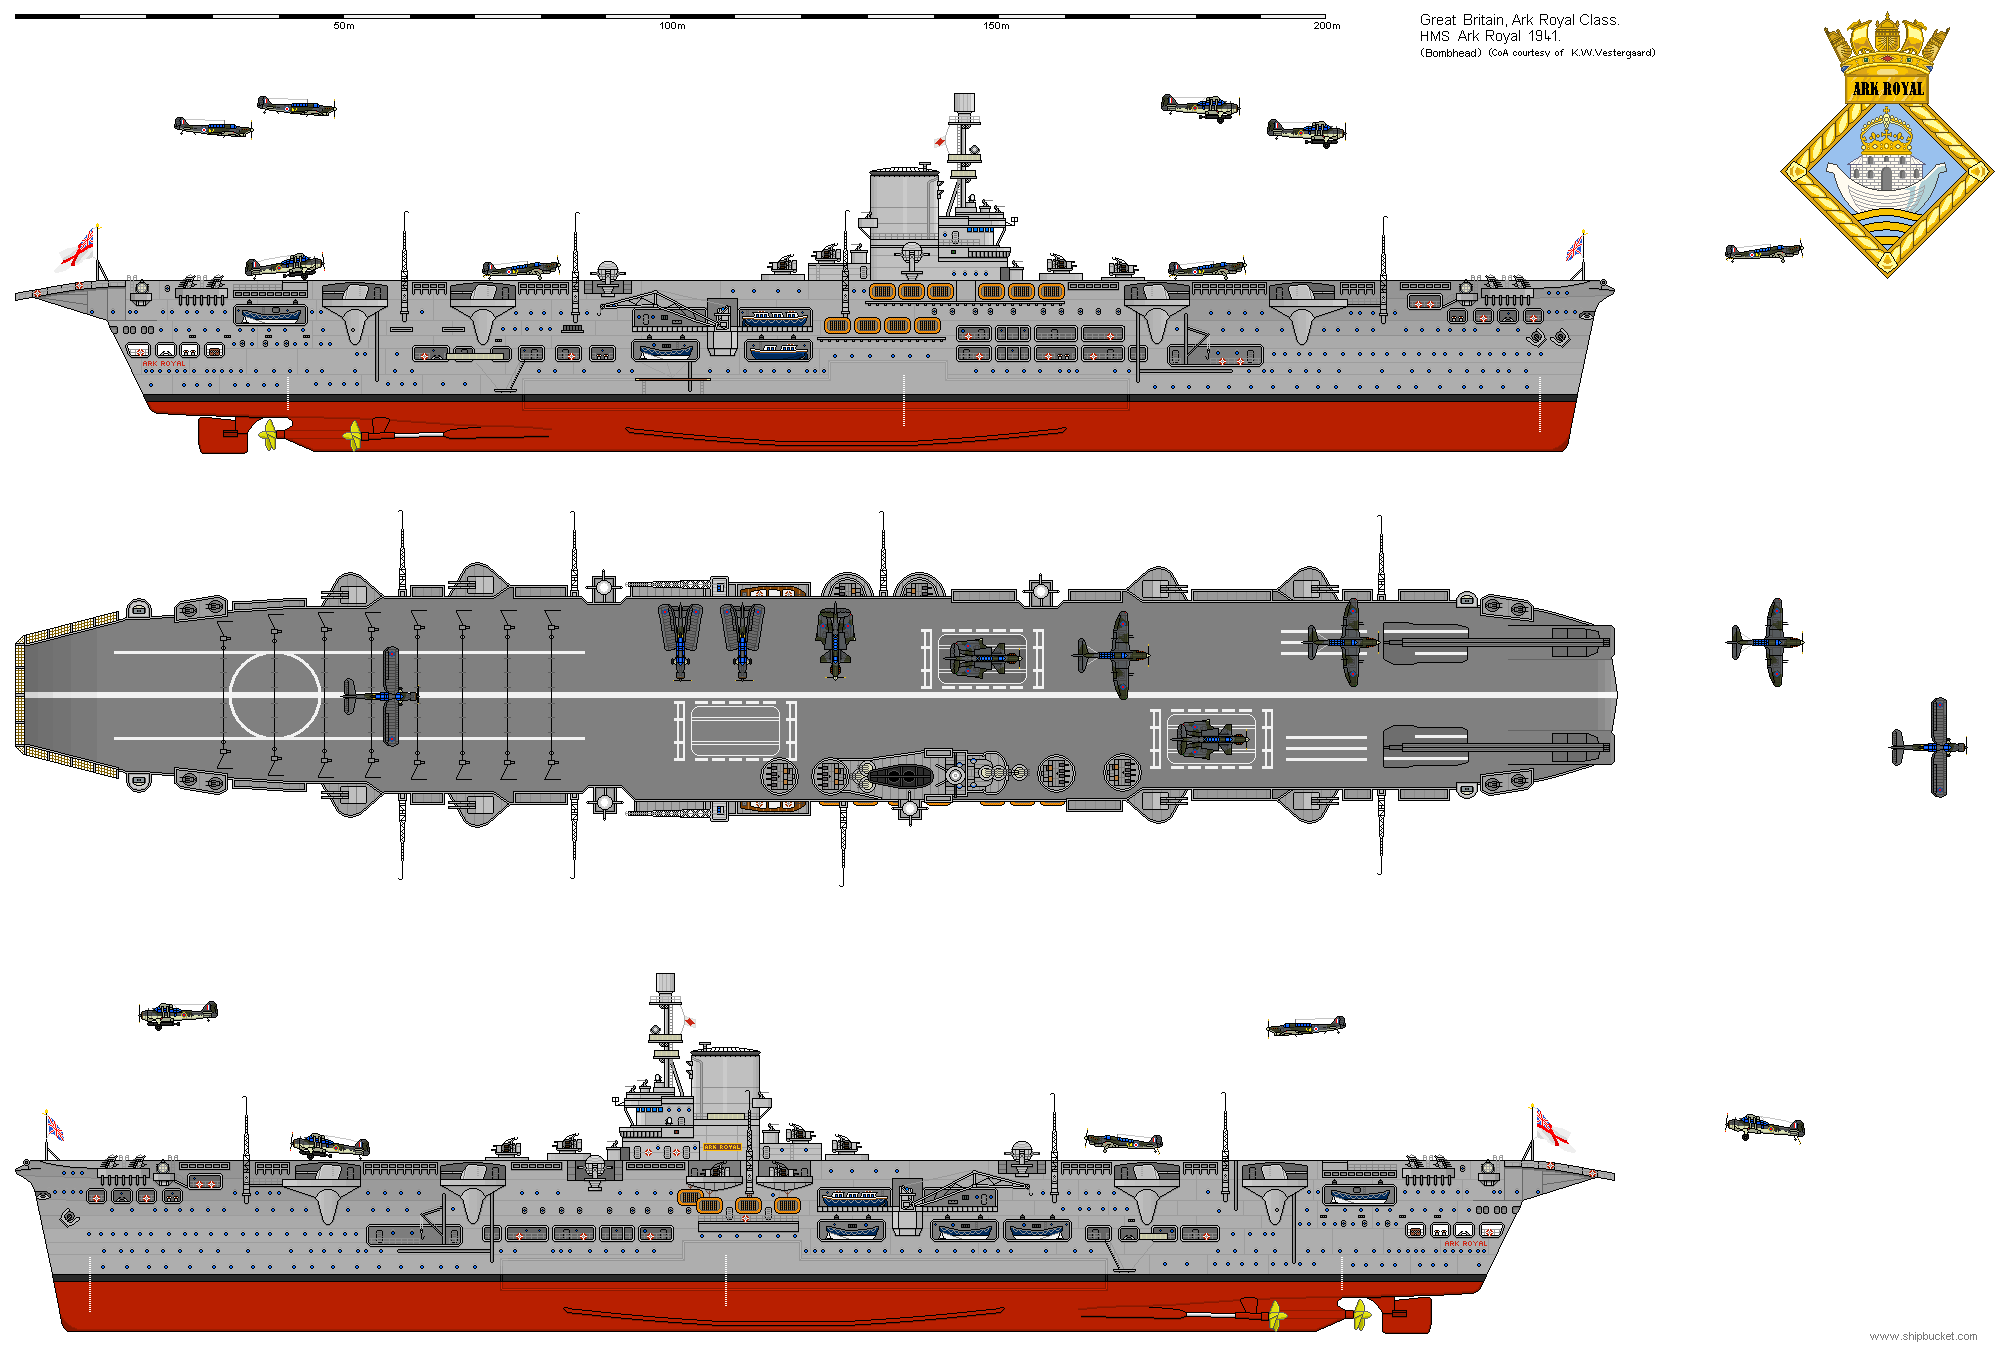 50m 100m 150m 200m
Great Britain, Ark Royal Class.
HMS Ark Royal 1941.
(Bombhead) (CoA courtesy of K.W.Vestergaard)
ARK ROYAL
ARK ROYAL
ARK ROYAL
ARK ROYAL
www.shipbucket.com